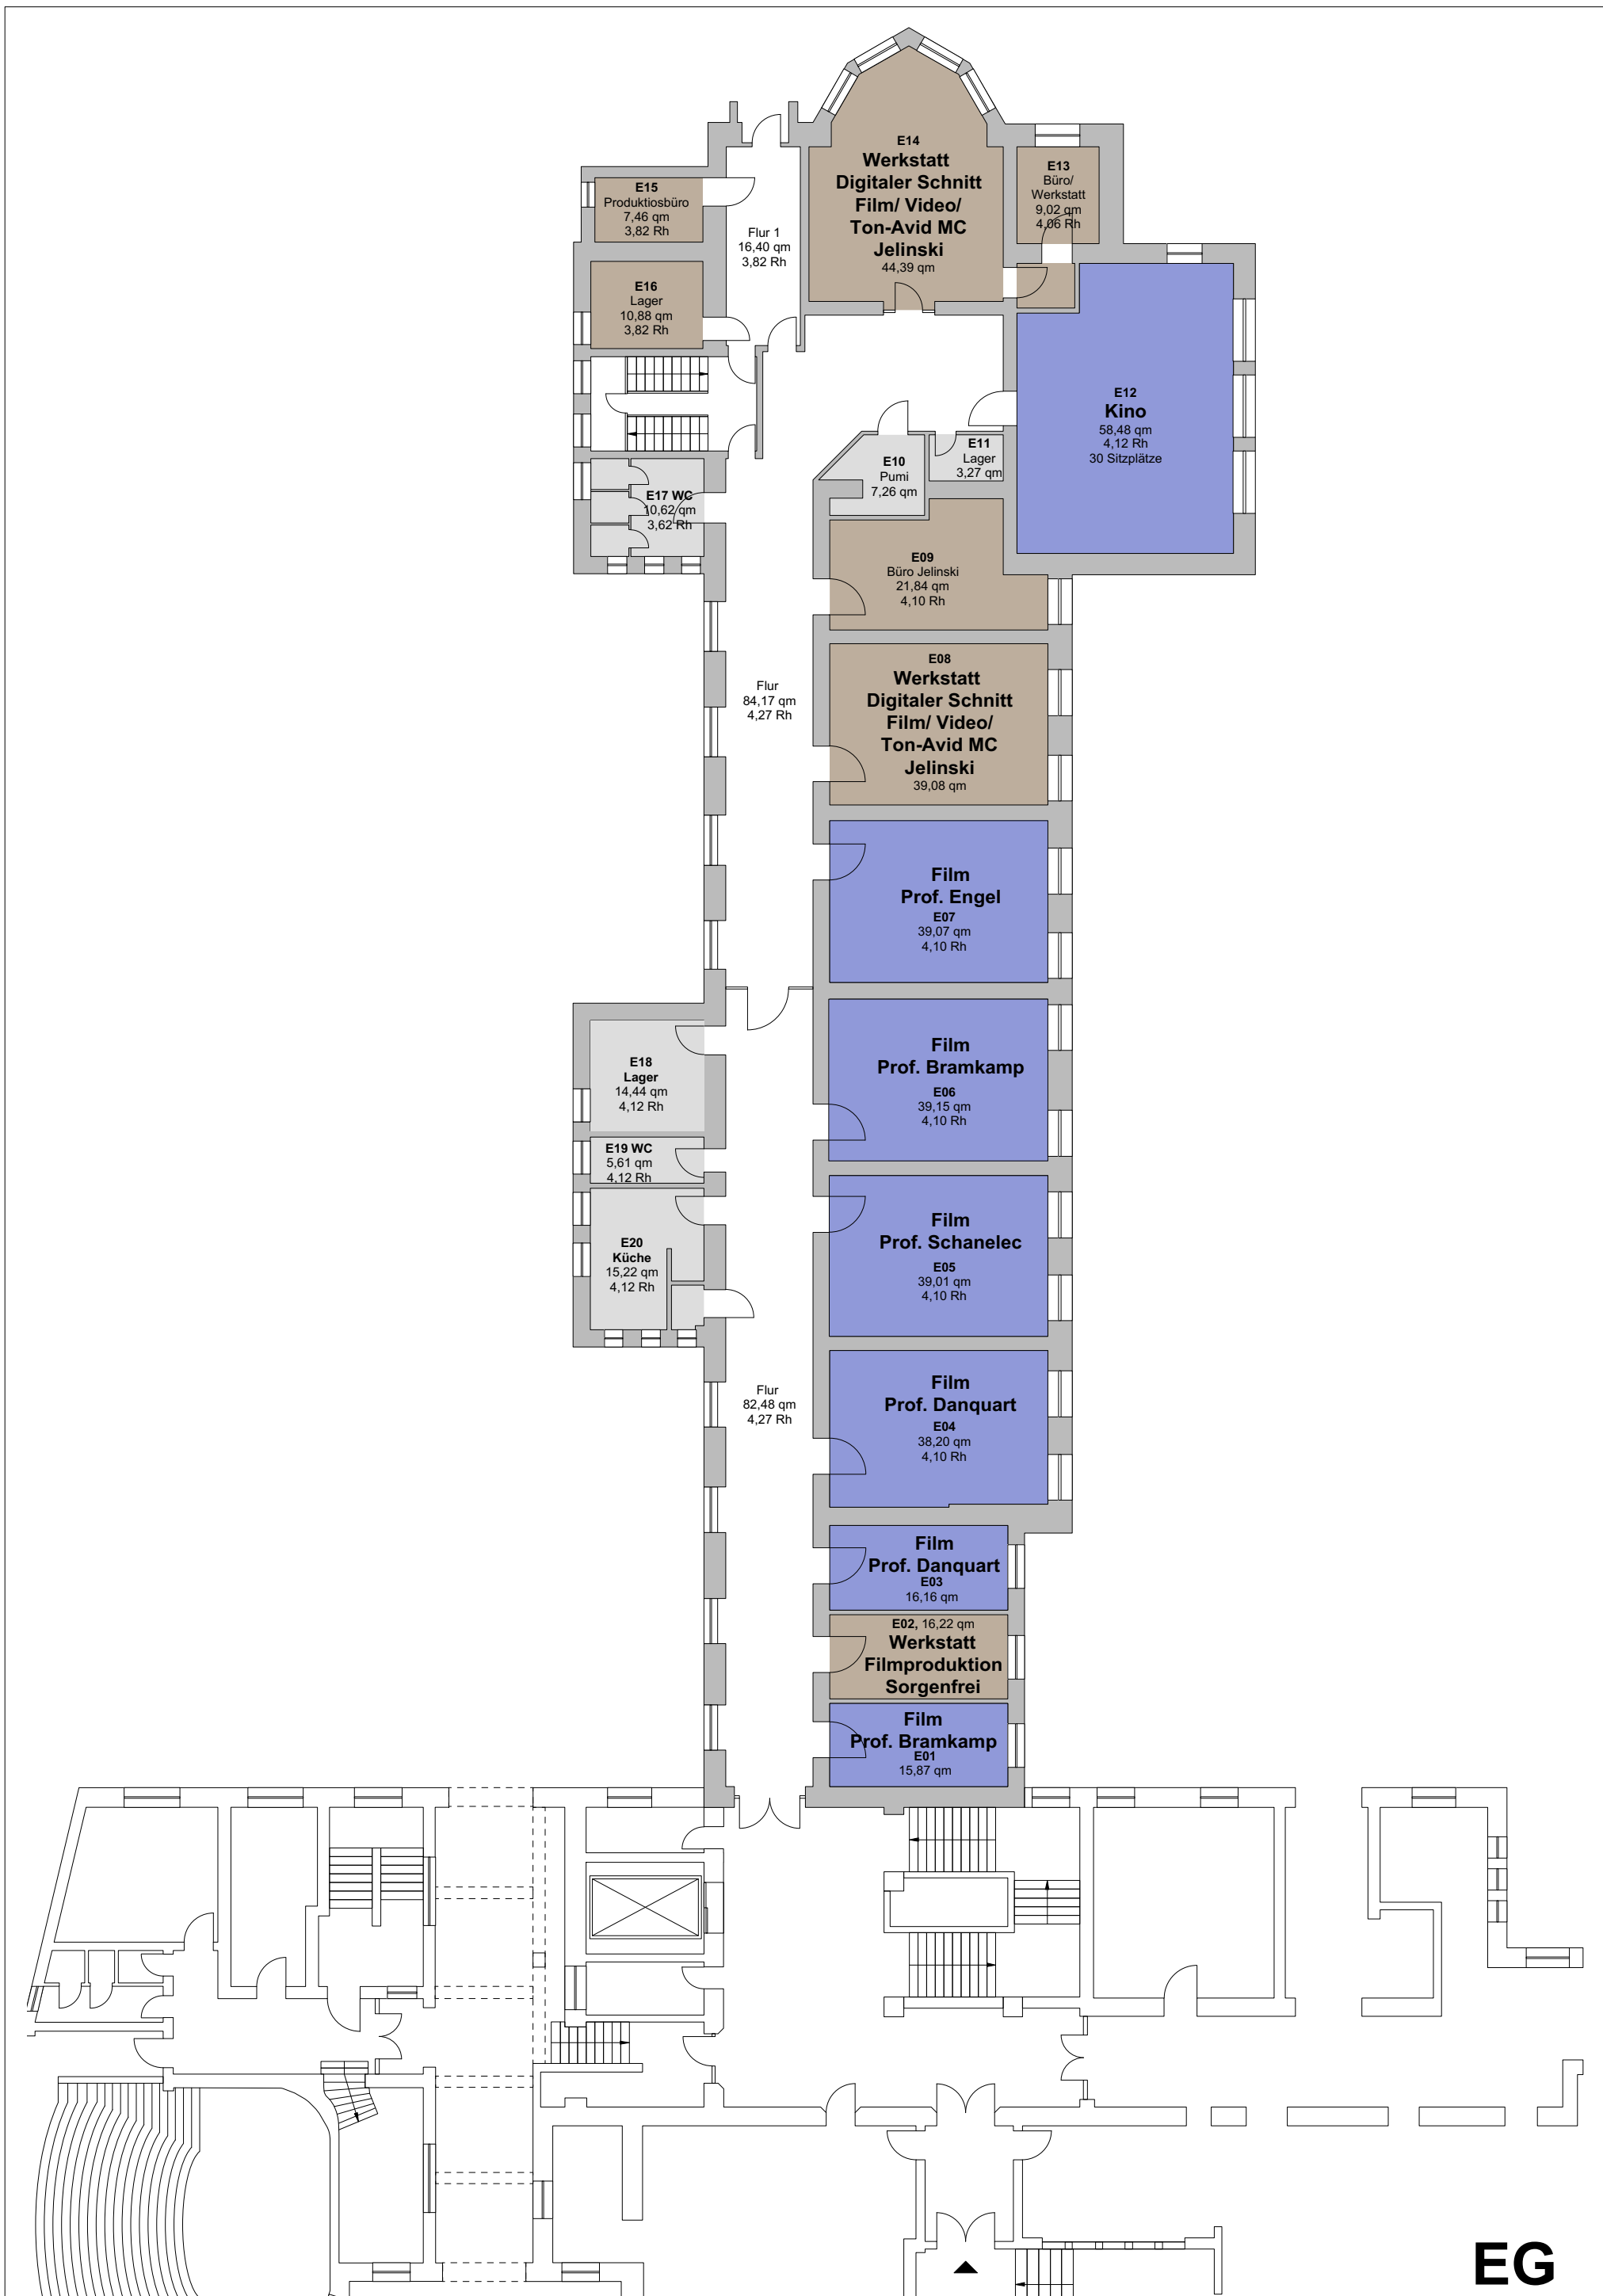 E14
Werkstatt
Digitaler Schnitt
Film/ Video/
Ton-Avid MC
Jelinski
44,39 qm
E13
Büro/
Werkstatt
9,02 qm
4,06 Rh
E15
Produktiosbüro
7,46 qm
3,82 Rh
Flur 1
16,40 qm
3,82 Rh
E16
Lager
10,88 qm
3,82 Rh
E12
Kino
58,48 qm
4,12 Rh
30 Sitzplätze
E11
Lager
3,27 qm
E10
Pumi
7,26 qm
E17 WC
10,62 qm
3,62 Rh
E09
Büro Jelinski
21,84 qm
4,10 Rh
E08
Werkstatt
Digitaler Schnitt
Film/ Video/
Ton-Avid MC
Jelinski
39,08 qm
Flur
84,17 qm
4,27 Rh
Film
Prof. Engel
E07
39,07 qm
4,10 Rh
Film
Prof. Bramkamp
E06
39,15 qm
4,10 Rh
E18
Lager
14,44 qm
4,12 Rh
E19 WC
5,61 qm
4,12 Rh
E20
Küche
15,22 qm
4,12 Rh
Film
Prof. Schanelec
E05
39,01 qm
4,10 Rh
Film
Prof. Danquart
E04
38,20 qm
4,10 Rh
Flur
82,48 qm
4,27 Rh
Film
Prof. Danquart
E03
16,16 qm
E02, 16,22 qm
Werkstatt
Filmproduktion
Sorgenfrei
Film
Prof. Bramkamp
E01
15,87 qm
EG